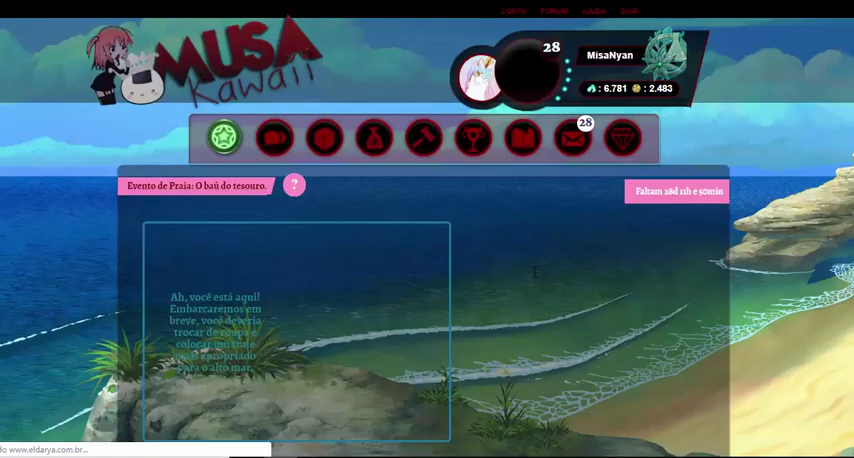 CONTA FORUM AJUDA SAIR
MUSA
Kawaii
28
MisaNyan
: 6.781 : 2.483
28
Evento de Praia: O baú do tesouro.
?
Faltam 28d 11h e 50min
Ah, você está aqui!
Embarcaremos em
breve, você deveria
trocar de roupa e
colocar um traje
mais apropriado
para o alto mar.
do www.eldarya.com.br...